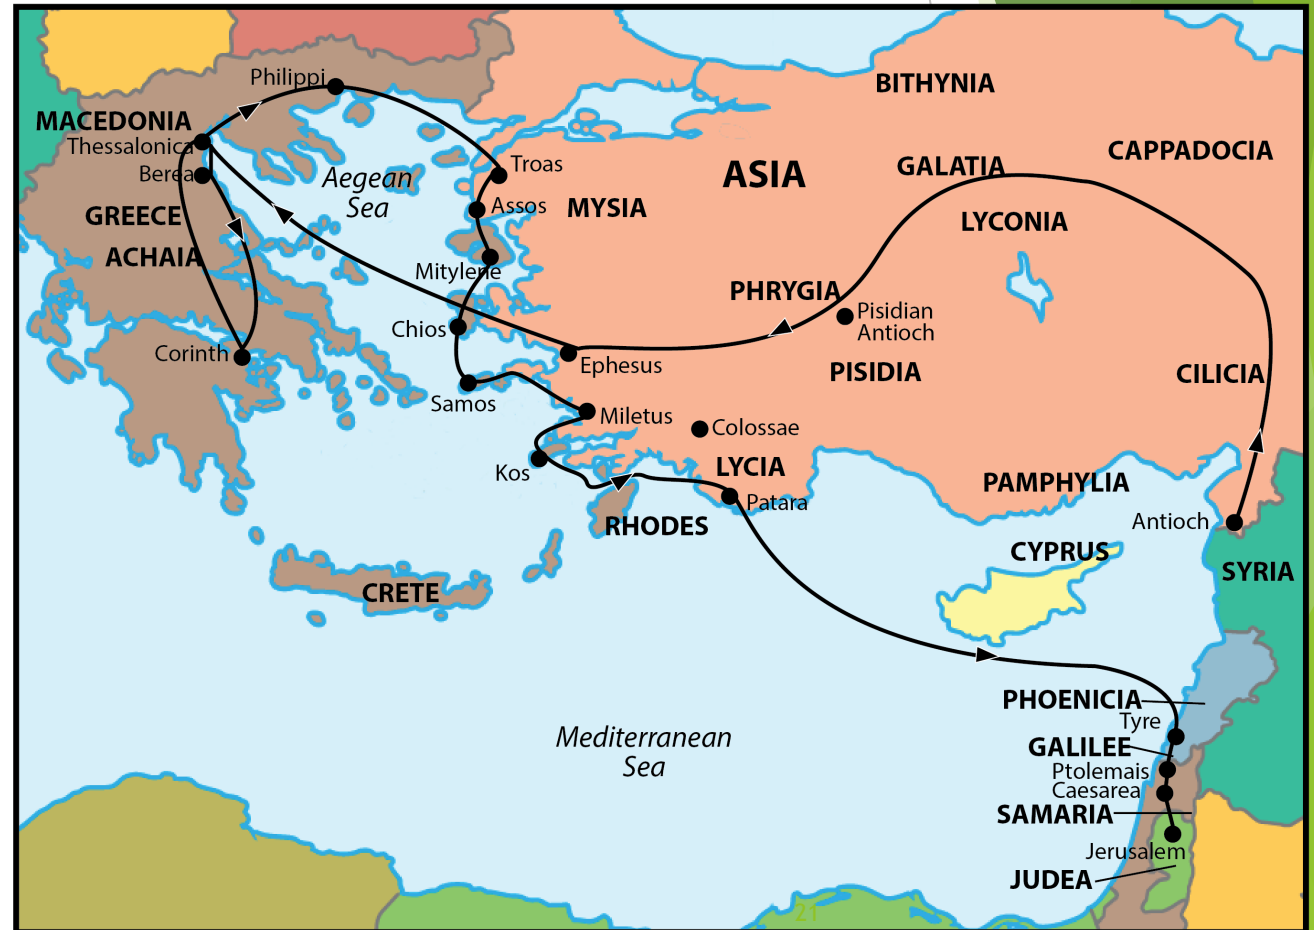 Philippi
BITHYNIA
MACEDONIA
Thessalonica
Berea
Aegean
Sea
Troas
ASIA
GALATIA
CAPPADOCIA
Assos
MYSIA
GREECE
LYCONIA
ACHAIA
Mitylene
PHRYGIA
Pisidian
Antioch
Chios
Corinth
Ephesus
PISIDIA
CILICIA
Samos
Miletus
Colossae
Kos
LYCIA
PAMPHYLIA
Patara
RHODES
Antioch
CYPRUS
SYRIA
CRETE
PHOENICIA
Tyre
Mediterranean
Sea
GALILEE
Ptolemais
Caesarea
SAMARIA
Jerusalem
JUDEA
21